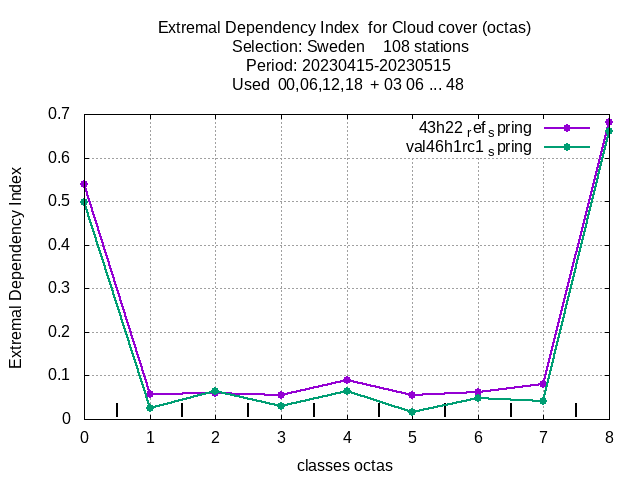 Extremal Dependency Index  for Cloud cover (octas)
Selection: Sweden    108 stations
Period: 20230415-20230515
Used  00,06,12,18  + 03 06 ... 48
43h22 ref spring
val46h1rc1 spring
0.7
0.6
0.5
0.4
0.3
0.2
0.1
0
Extremal Dependency Index
0 1 2 3 4 5 6 7 8
classes octas